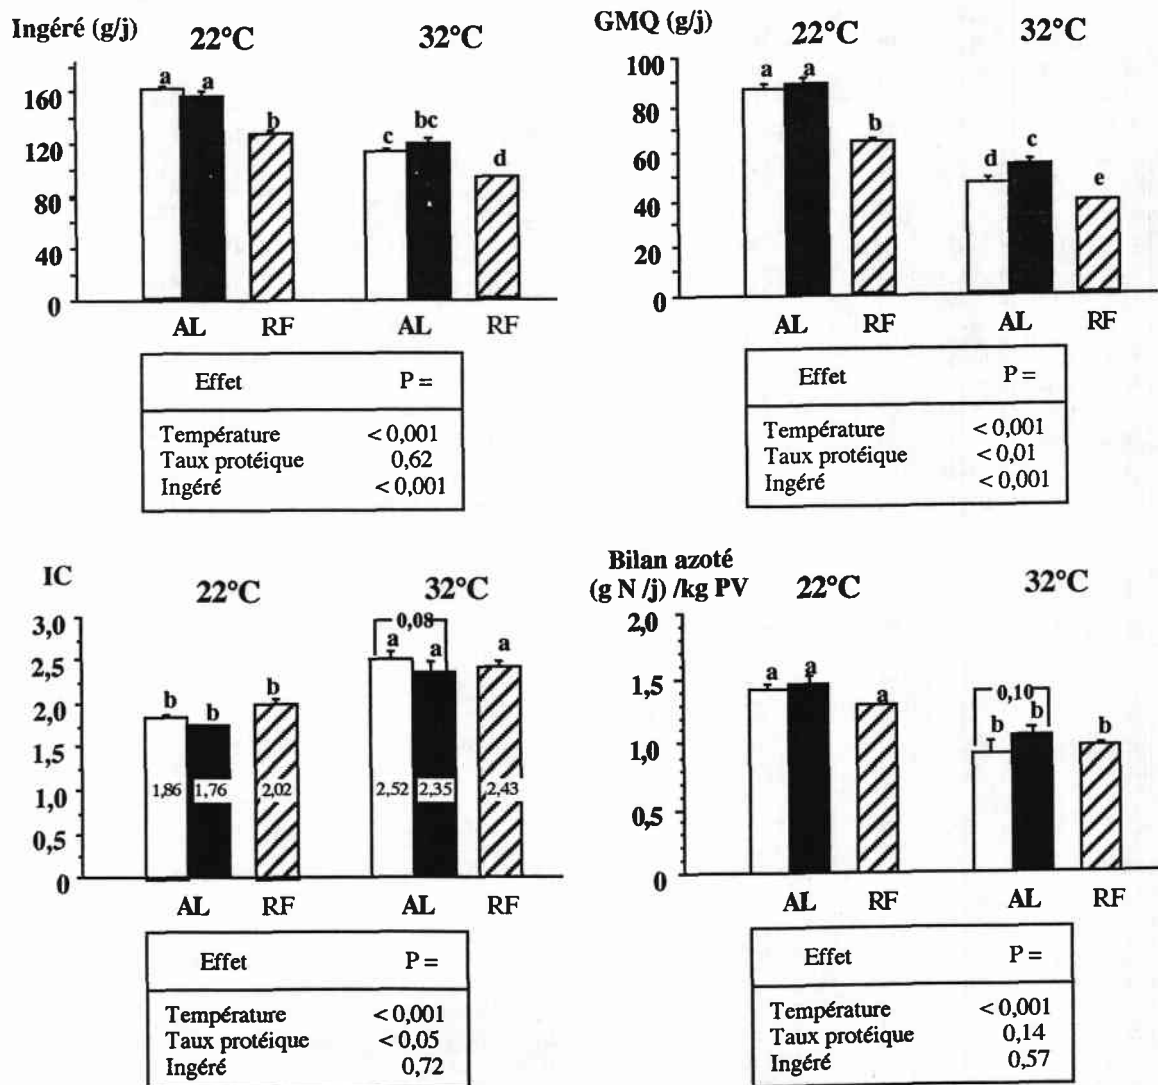 Ingéré (g/j)
22°C
32°C
160
120
80
40
0
a
a
b
c
bc
d
AL
RF
AL
RF
Effet P =
Température < 0,001
Taux protéique 0,62
Ingéré < 0,001
GMQ (g/j)
22°C
32°C
100
80
60
40
20
0
a
a
b
d
c
e
AL
RF
AL
RF
Effet P =
Température < 0,001
Taux protéique < 0,01
Ingéré < 0,001
IC
22°C
32°C
3,0
2,5
2,0
1,5
1,0
0,5
0
b
b
b
0,08
a
a
a
1,86
1,76
2,02
2,52
2,35
2,43
AL
RF
AL
RF
Effet P =
Température < 0,001
Taux protéique < 0,05
Ingéré 0,72
Bilan azoté
(g N /j) /kg PV
22°C
32°C
2,0
1,5
1,0
0,5
0
a
a
a
0,10
b
b
b
AL
RF
AL
RF
Effet P =
Température < 0,001
Taux protéique 0,14
Ingéré 0,57